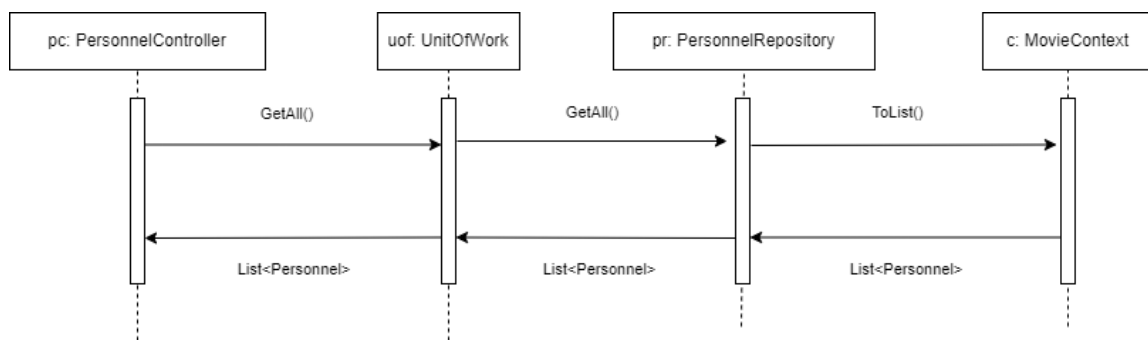 pc: PersonnelController
uof: UnitOfWork
pr: PersonnelRepository
c: MovieContext
GetAll()
GetAll()
ToList()
List<Personnel>
List<Personnel>
List<Personnel>